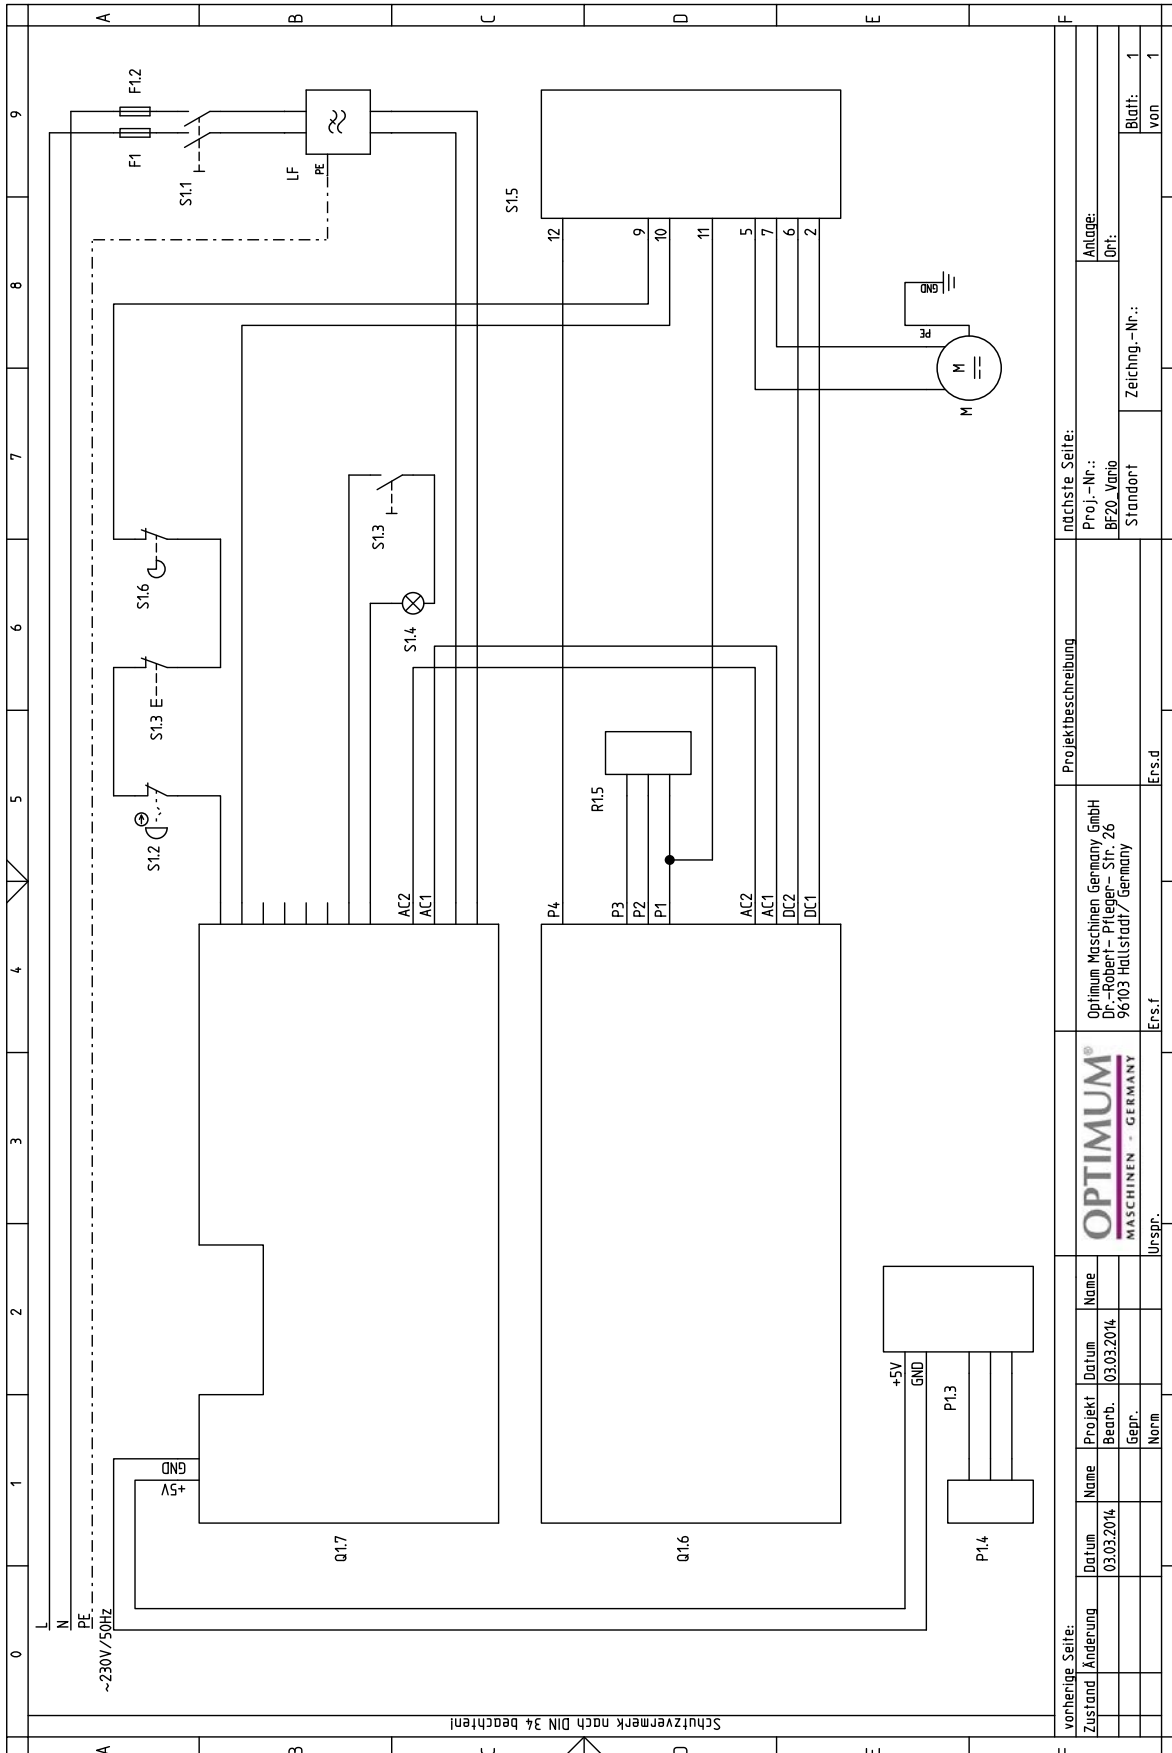 0 1 2 3 4 5 6 7 8 9
A
B
C
D
E
F
A
B
C
D
E
F
L
N
PE
~230V/50Hz
F1
F1.2
S1.1
LF
PE
S1.2
S1.3
S1.6
S1.3
S1.4
+5V
GND
Q1.7
AC2
AC1
S1.5
12
9
10
11
5
7
6
2
R1.5
P4
P3
P2
P1
AC2
AC1
DC2
DC1
Q1.6
M
M
PE
GND
+5V
GND
P1.3
P1.4
Schutzvermerk nach DIN 34 beachten!
vorherige Seite:
Zustand Änderung Datum Name Projekt Datum Name
03.03.2014 Bearb. 03.03.2014
Gepr.
Norm
Urspr.
OPTIMUM®
MASCHINEN - GERMANY
Optimum Maschinen Germany GmbH
Dr.-Robert- Pfleger- Str. 26
96103 Hallstadt/ Germany
Ers.f
Ers.d
Projektbeschreibung
nächste Seite:
Proj.-Nr.:
BF20_Vario
Standort
Anlage:
Ort:
Zeichng.-Nr.:
Blatt: 1
von 1